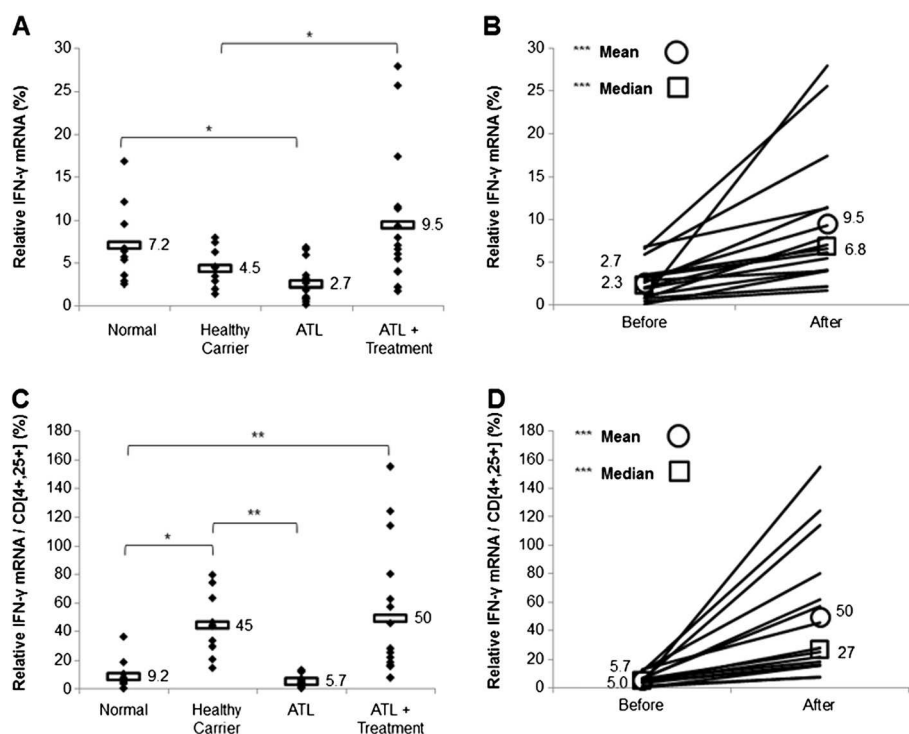 A
Relative IFN-γ mRNA (%)
30
25
20
15
10
5
0
*
*
7.2
4.5
2.7
9.5
Normal
Healthy
Carrier
ATL
ATL +
Treatment
B
Relative IFN-γ mRNA (%)
30
25
20
15
10
5
0
*** Mean
*** Median
2.7
2.3
9.5
6.8
Before
After
C
Relative IFN-γ mRNA / CD[4+,25+] (%)
180
160
140
120
100
80
60
40
20
0
**
**
*
9.2
45
5.7
50
Normal
Healthy
Carrier
ATL
ATL +
Treatment
D
Relative IFN-γ mRNA / CD[4+,25+] (%)
180
160
140
120
100
80
60
40
20
0
*** Mean
*** Median
5.7
5.0
50
27
Before
After